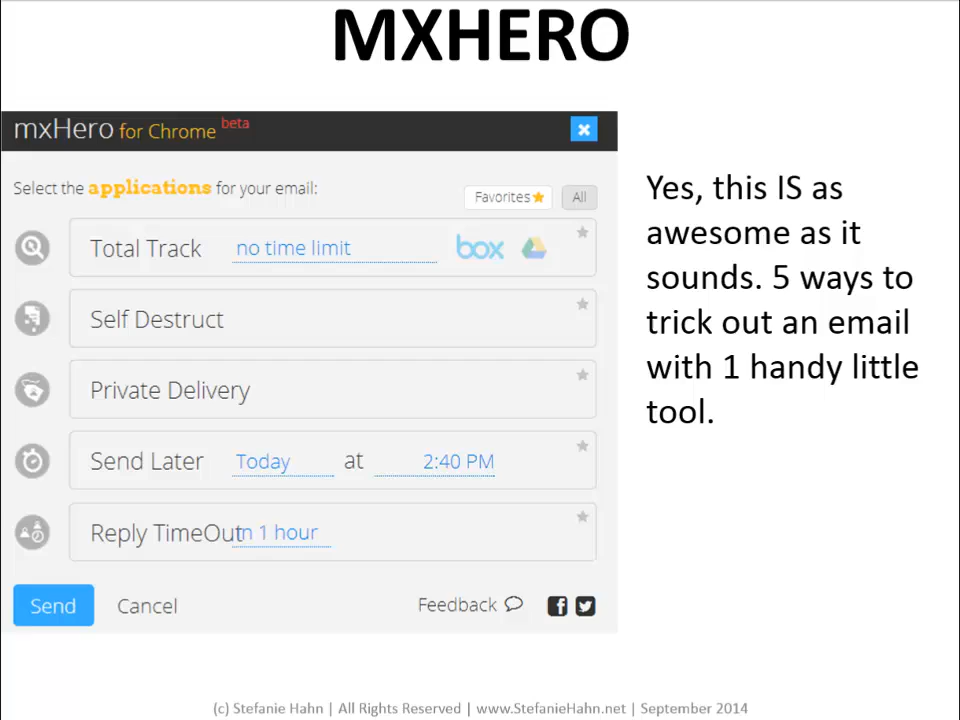 MXHERO
mxHero for Chrome beta
Select the applications for your email:
Favorites All
Total Track no time limit box
Self Destruct
Private Delivery
Send Later Today at 2:40 PM
Reply TimeOut n 1 hour
Send Cancel Feedback
Yes, this IS as
awesome as it
sounds. 5 ways to
trick out an email
with 1 handy little
tool.
(c) Stefanie Hahn | All Rights Reserved | www.StefanieHahn.net | September 2014